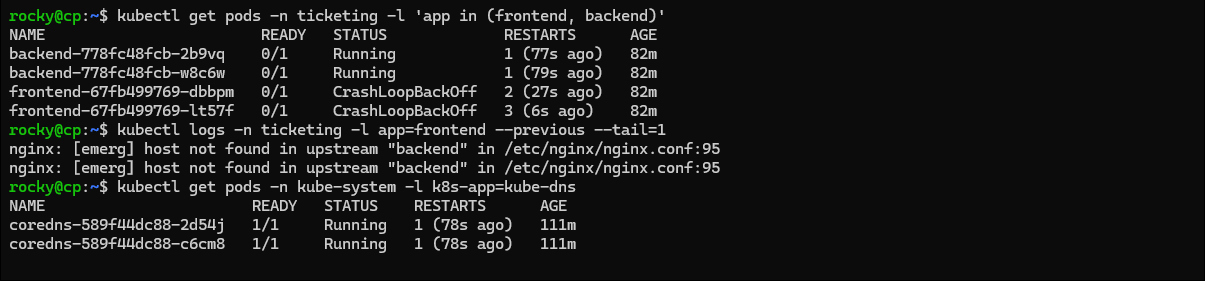 rocky@cp:~$ kubectl get pods -n ticketing -l 'app in (frontend, backend)'
NAME                        READY   STATUS             RESTARTS      AGE
backend-778fc48fcb-2b9vq    0/1     Running            1 (77s ago)   82m
backend-778fc48fcb-w8c6w    0/1     Running            1 (79s ago)   82m
frontend-67fb499769-dbbpm   0/1     CrashLoopBackOff   2 (27s ago)   82m
frontend-67fb499769-lt57f   0/1     CrashLoopBackOff   3 (6s ago)    82m
rocky@cp:~$ kubectl logs -n ticketing -l app=frontend --previous --tail=1
nginx: [emerg] host not found in upstream "backend" in /etc/nginx/nginx.conf:95
nginx: [emerg] host not found in upstream "backend" in /etc/nginx/nginx.conf:95
rocky@cp:~$ kubectl get pods -n kube-system -l k8s-app=kube-dns
NAME                       READY   STATUS    RESTARTS      AGE
coredns-589f44dc88-2d54j   1/1     Running   1 (78s ago)   111m
coredns-589f44dc88-c6cm8   1/1     Running   1 (78s ago)   111m